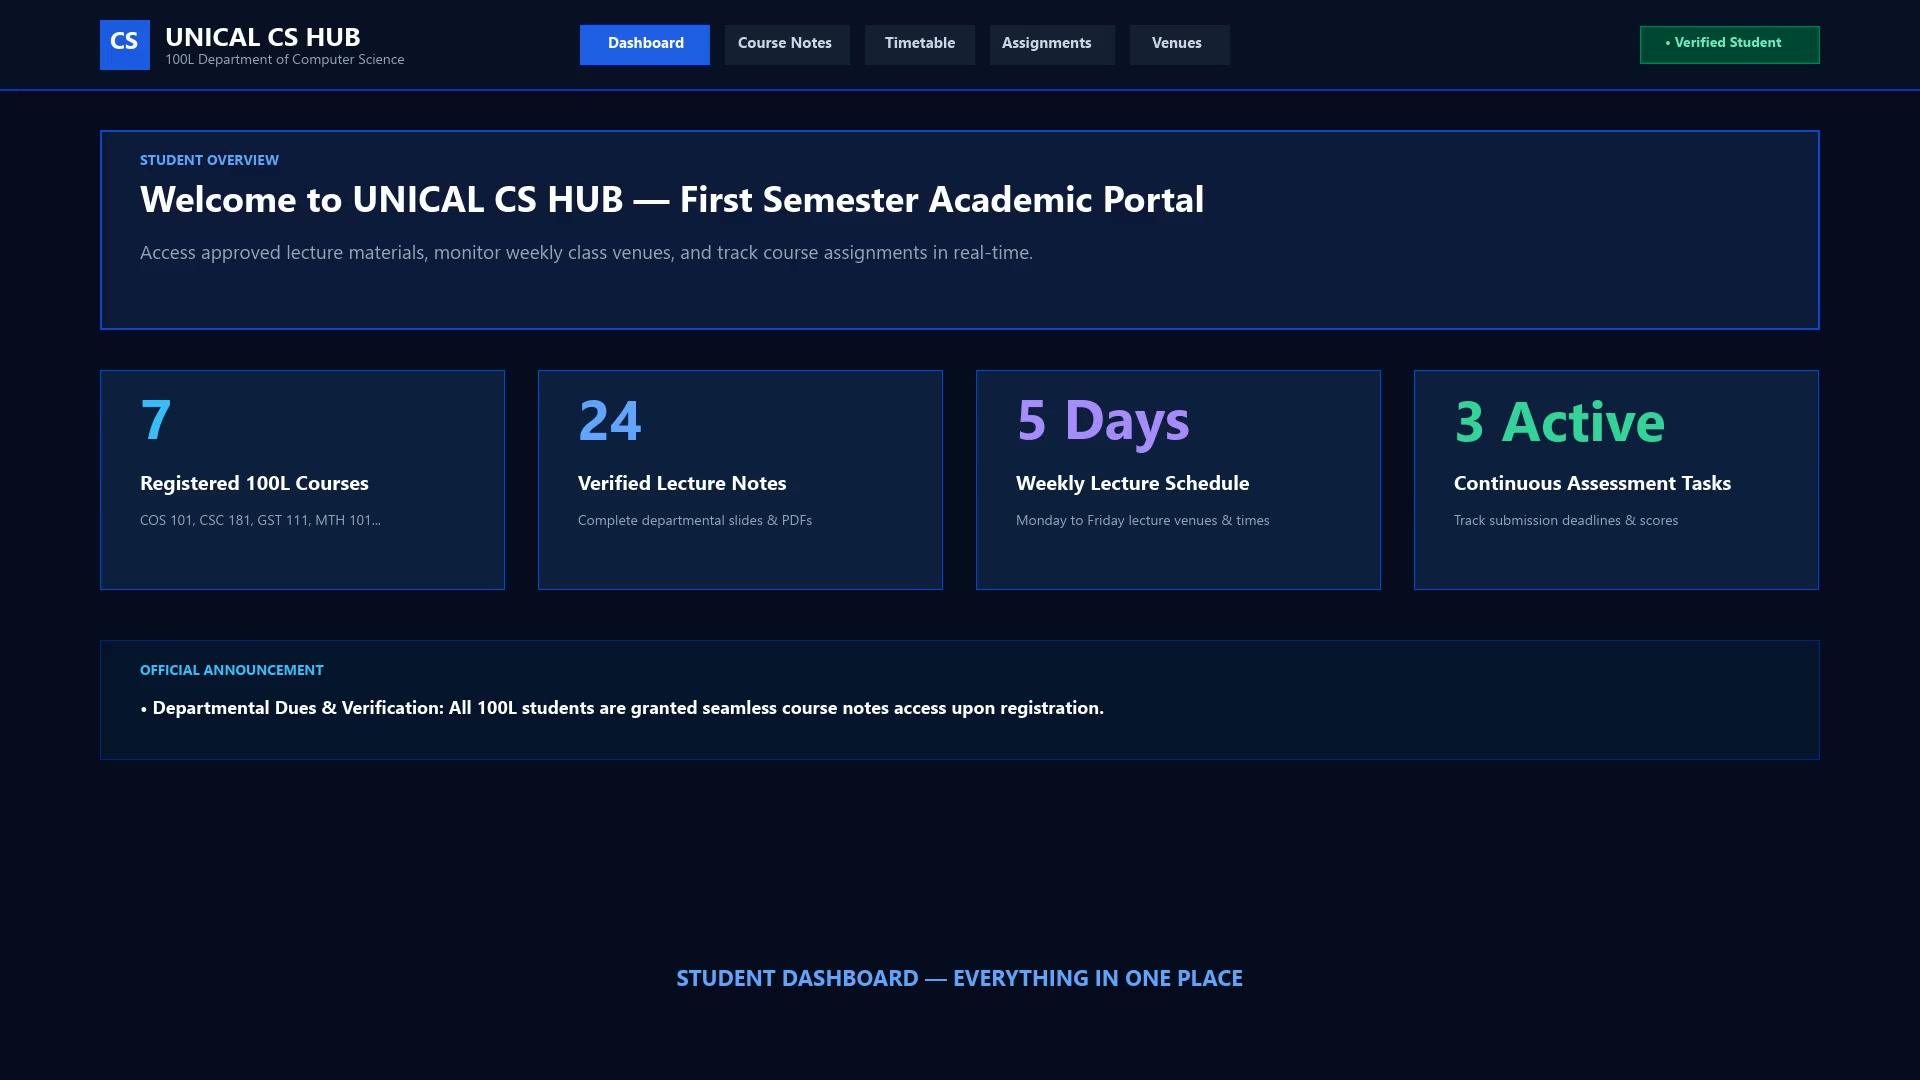 CS
UNICAL CS HUB
100L Department of Computer Science
Dashboard
Course Notes
Timetable
Assignments
Venues
• Verified Student
STUDENT OVERVIEW
Welcome to UNICAL CS HUB — First Semester Academic Portal
Access approved lecture materials, monitor weekly class venues, and track course assignments in real-time.
7
Registered 100L Courses
COS 101, CSC 181, GST 111, MTH 101...
24
Verified Lecture Notes
Complete departmental slides & PDFs
5 Days
Weekly Lecture Schedule
Monday to Friday lecture venues & times
3 Active
Continuous Assessment Tasks
Track submission deadlines & scores
OFFICIAL ANNOUNCEMENT
• Departmental Dues & Verification: All 100L students are granted seamless course notes access upon registration.
STUDENT DASHBOARD — EVERYTHING IN ONE PLACE